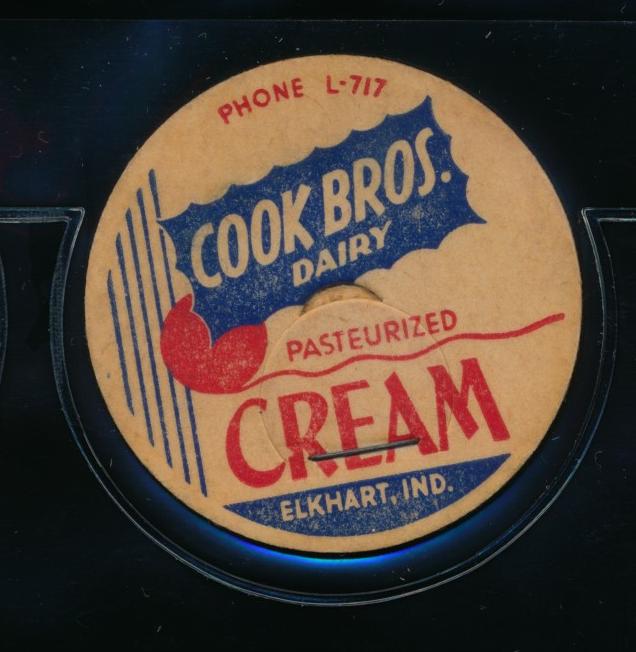 PHONE L-717
COOK BROS.
DAIRY
PASTEURIZED
CREAM
ELKHART, IND.